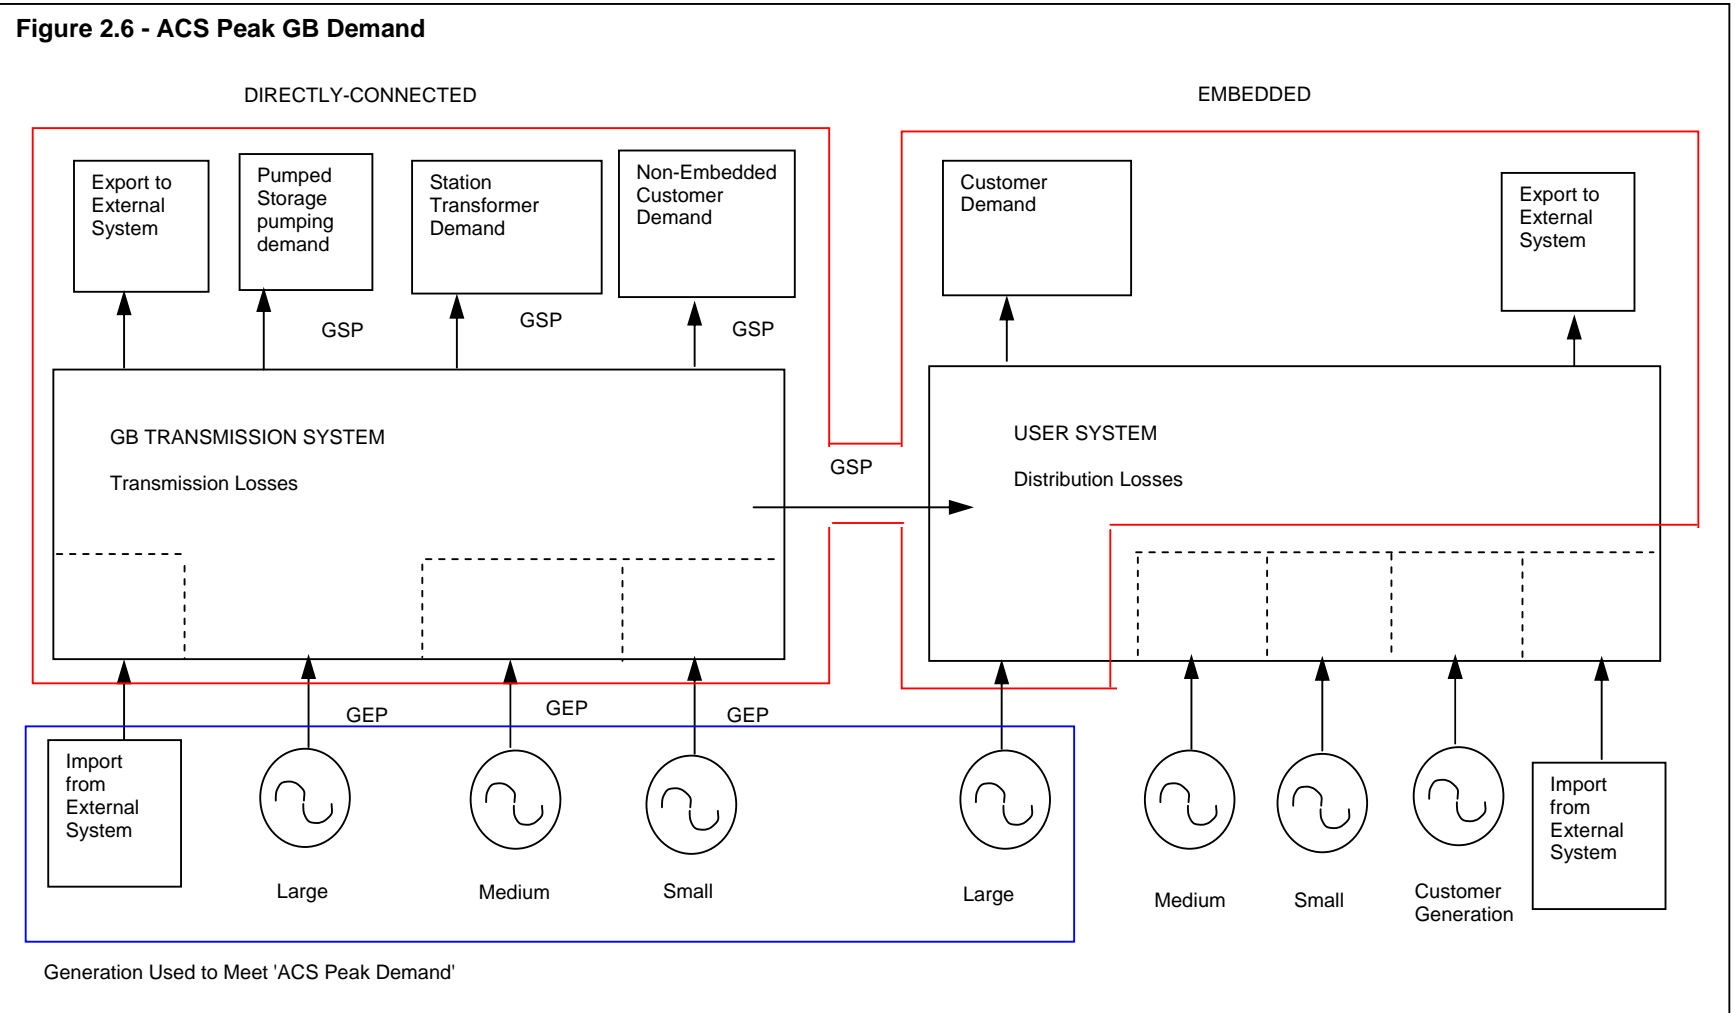 Figure 2.6 - ACS Peak GB Demand
DIRECTLY-CONNECTED
EMBEDDED
Export to
External
System
Pumped
Storage
pumping
demand
Station
Transformer
Demand
Non-Embedded
Customer
Demand
Customer
Demand
Export to
External
System
GSP
GSP
GSP
GB TRANSMISSION SYSTEM
Transmission Losses
GSP
USER SYSTEM
Distribution Losses
GEP
GEP
GEP
Import
from
External
System
Large
Medium
Small
Large
Medium
Small
Customer
Generation
Import
from
External
System
Generation Used to Meet 'ACS Peak Demand'